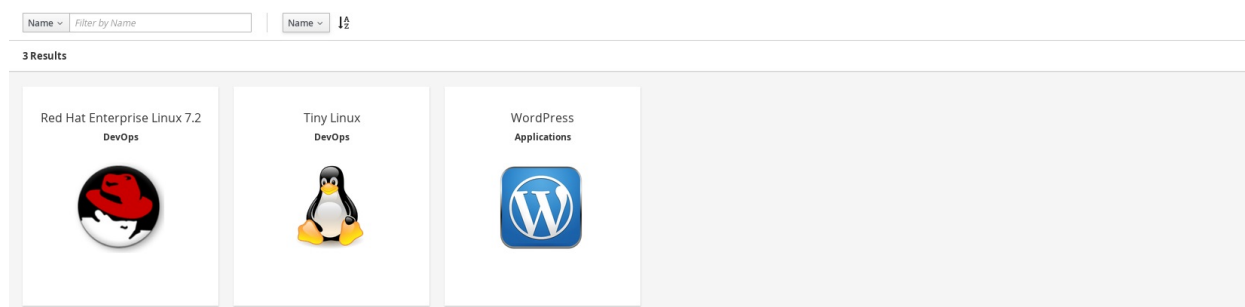 Name Filter by Name Name A Z
3 Results
Red Hat Enterprise Linux 7.2
DevOps
Tiny Linux
DevOps
WordPress
Applications
W